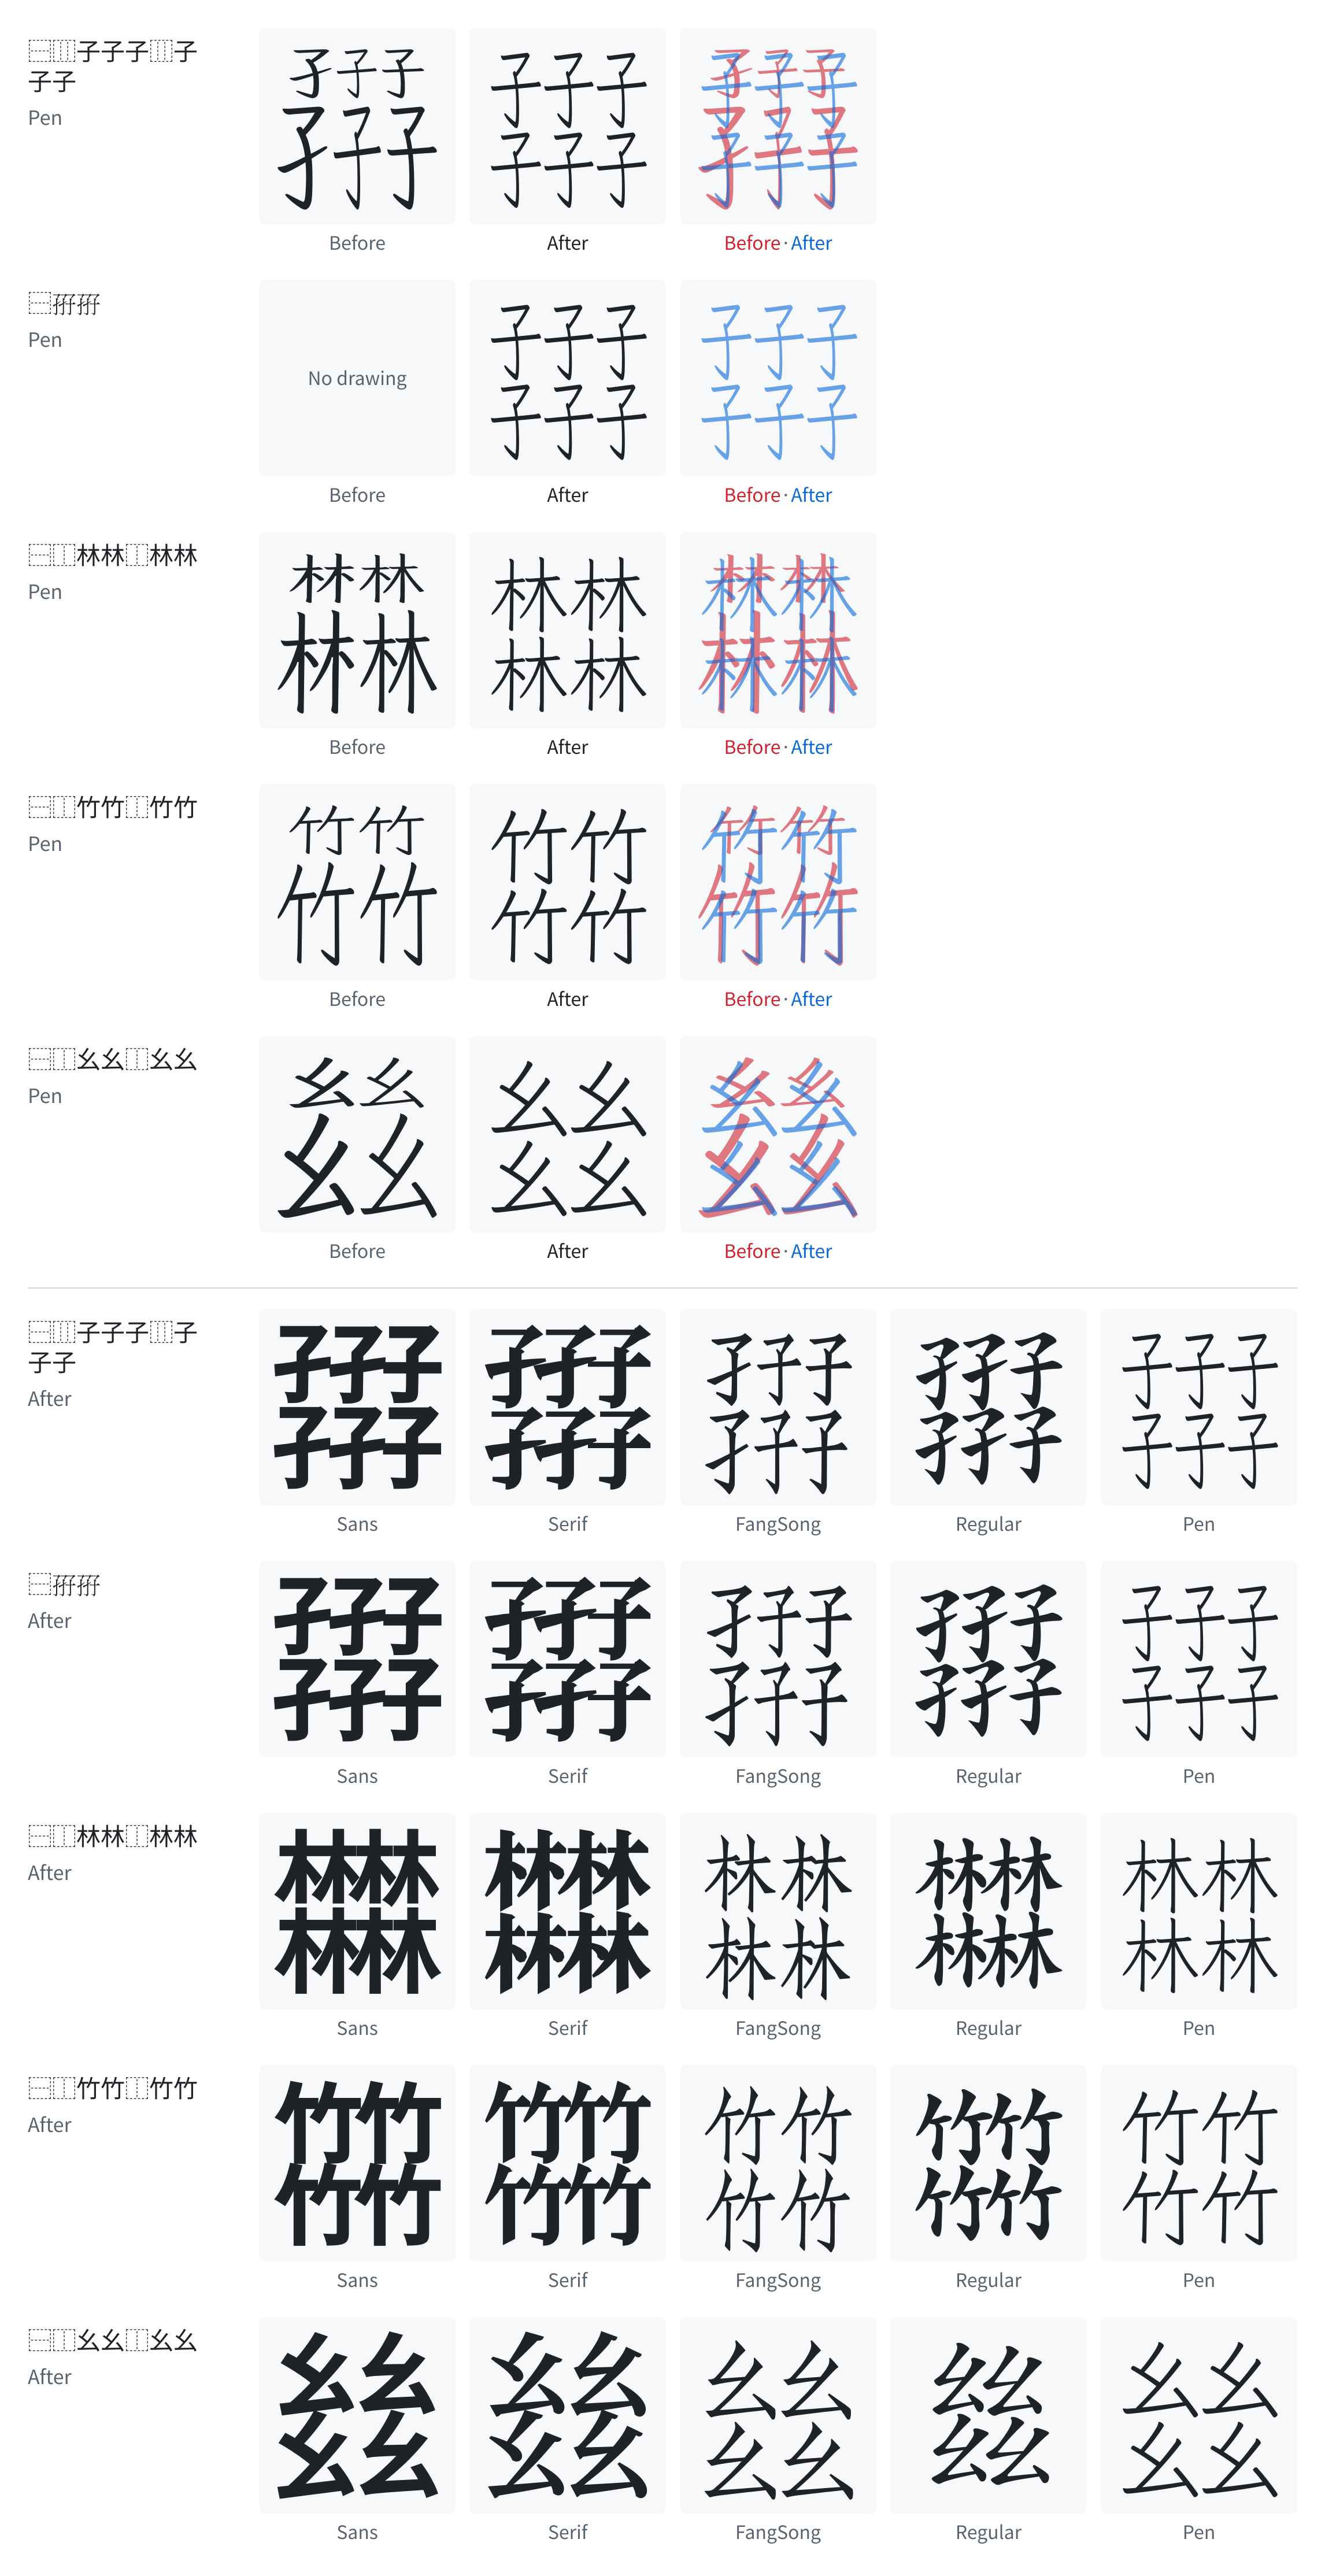 ⿱⿲子子子⿲子
子子
Pen
Before
After
Before · After
⿱孖孖
Pen
No drawing
Before
After
Before · After
⿱⿰林林⿰林林
Pen
Before
After
Before · After
⿱⿰竹竹⿰竹竹
Pen
Before
After
Before · After
⿱⿰幺幺⿰幺幺
Pen
Before
After
Before · After
⿱⿲子子子⿲子
子子
After
Sans
Serif
FangSong
Regular
Pen
After
Sans
Serif
FangSong
Regular
Pen
⿱⿰林林⿰林林
After
Sans
Serif
FangSong
Regular
Pen
⿱⿰竹竹⿰竹竹
After
Sans
Serif
FangSong
Regular
Pen
⿱⿰幺幺⿰幺幺
After
Sans
Serif
FangSong
Regular
Pen